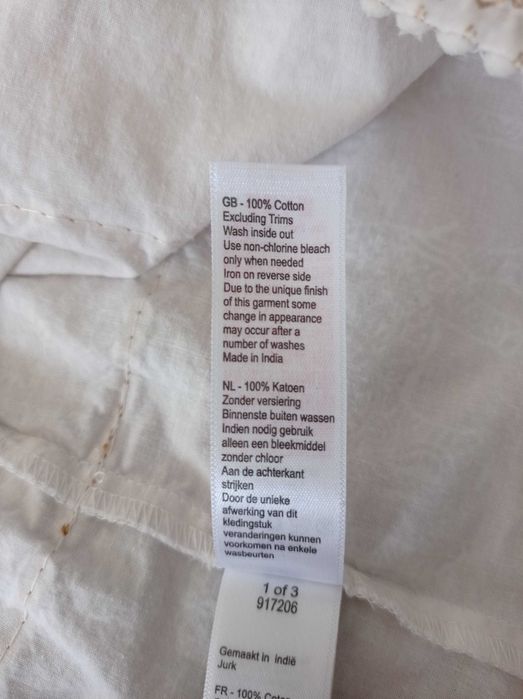 GB - 100% Cotton
Excluding Trims
Wash inside out
Use non-chlorine bleach
only when needed
Iron on reverse side
Due to the unique finish
of this garment some
change in appearance
may occur after a
number of washes
Made in India
NL - 100% Katoen
Zonder versiering
Binnenste buiten wassen
Indien nodig gebruik
alleen een bleekmiddel
zonder chloor
Aan de achterkant
strijken
Door de unieke
afwerking van dit
kledingstuk
veranderingen kunnen
voorkomen na enkele
wasbeurten
1 of 3
917206
Gemaakt in Indië
Jurk
FR - 100% Coton